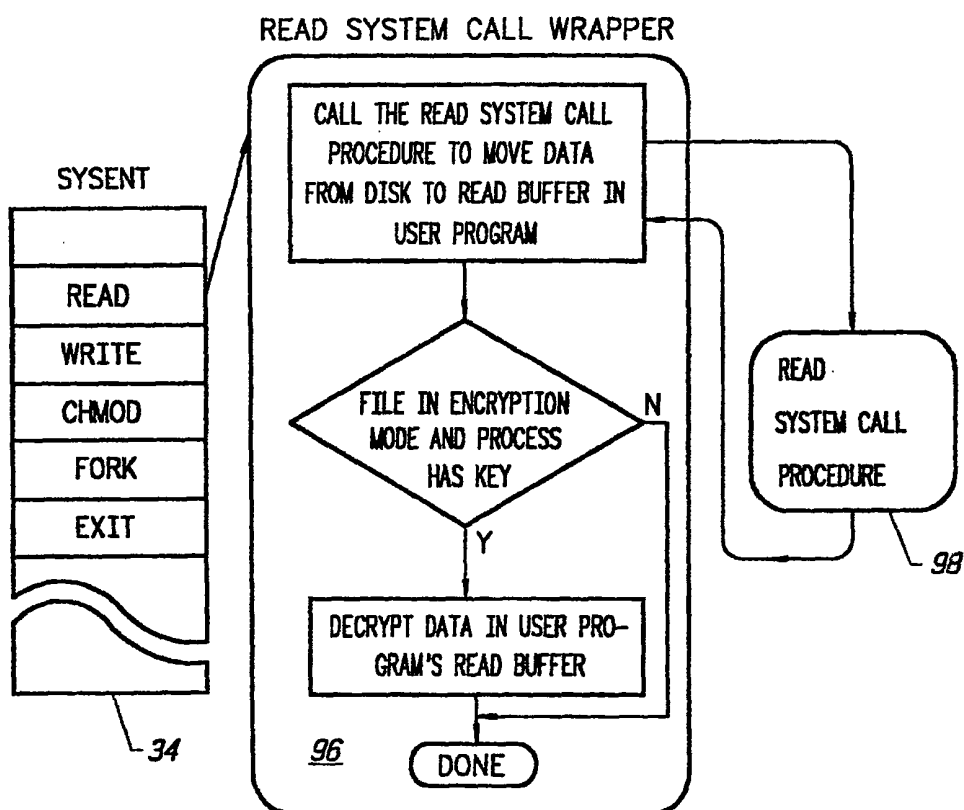 READ SYSTEM CALL WRAPPER
SYSENT
READ
WRITE
CHMOD
FORK
EXIT
34
CALL THE READ SYSTEM CALL
PROCEDURE TO MOVE DATA
FROM DISK TO READ BUFFER IN
USER PROGRAM
FILE IN ENCRYPTION
MODE AND PROCESS
HAS KEY
N
Y
DECRYPT DATA IN USER PRO-
GRAM'S READ BUFFER
DONE
96
READ
SYSTEM CALL
PROCEDURE
98